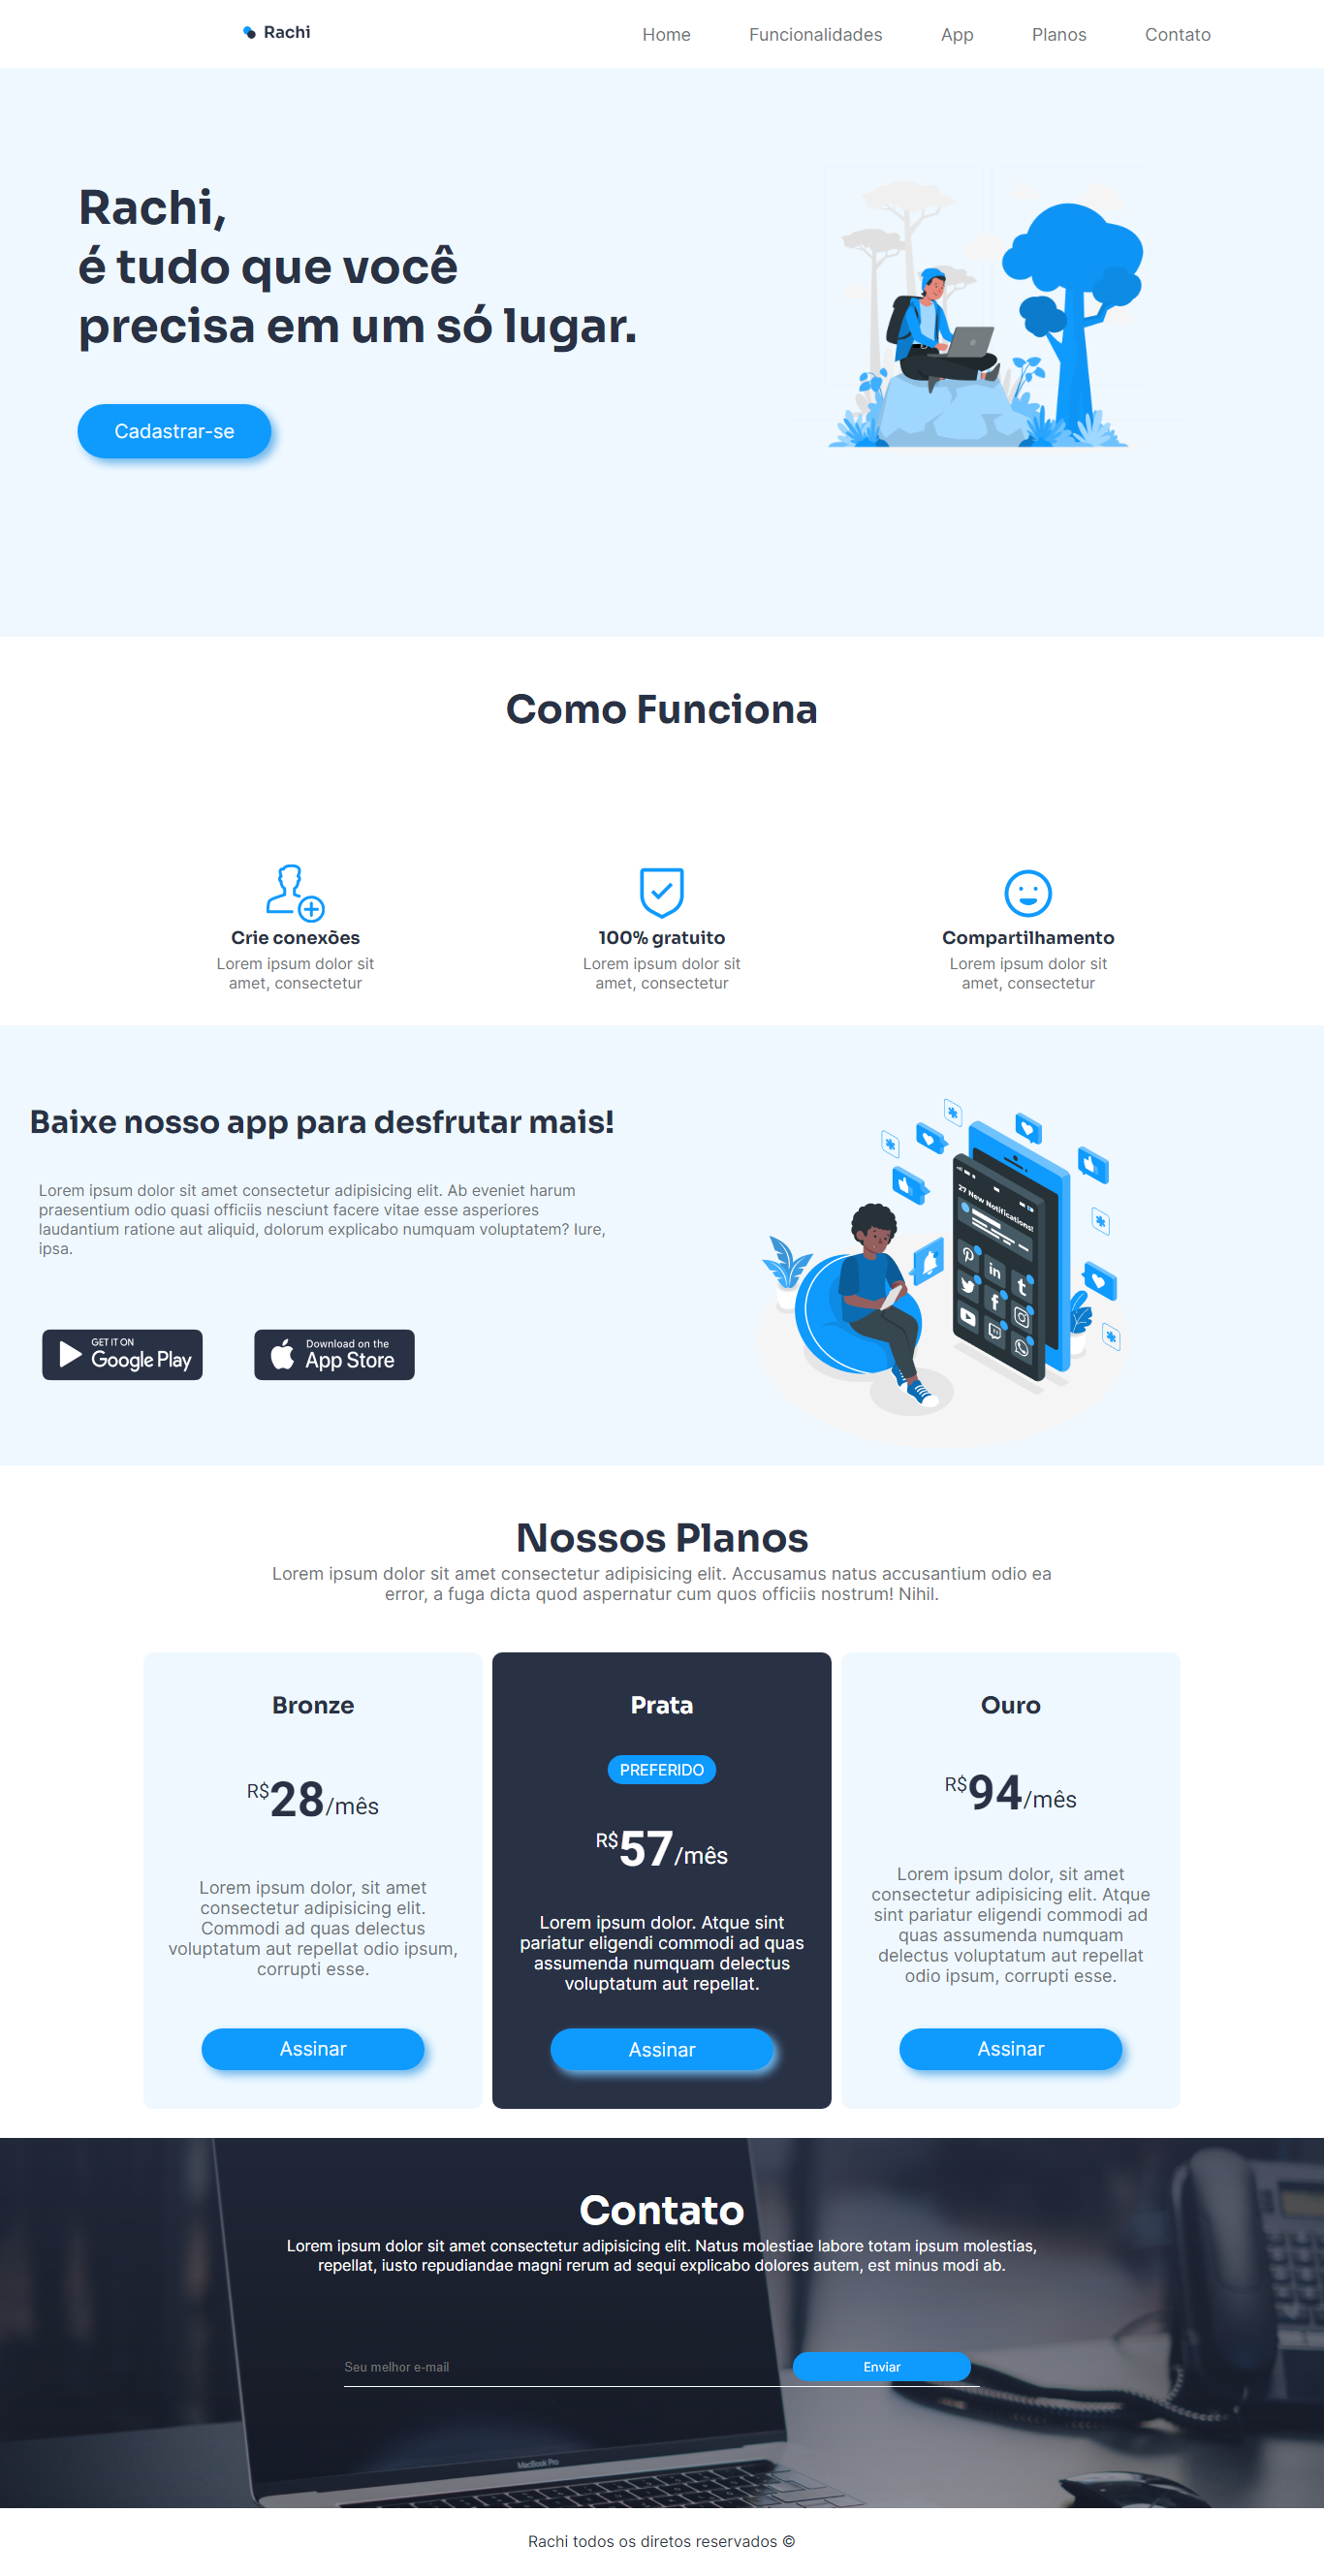 Rachi
Home
Funcionalidades
App
Planos
Contato
Rachi,
é tudo que você
precisa em um só lugar.
Cadastrar-se
Como Funciona
Crie conexões
Lorem ipsum dolor sit
amet, consectetur
100% gratuito
Lorem ipsum dolor sit
amet, consectetur
Compartilhamento
Lorem ipsum dolor sit
amet, consectetur
Baixe nosso app para desfrutar mais!
Lorem ipsum dolor sit amet consectetur adipisicing elit. Ab eveniet harum
praesentium odio quasi officiis nesciunt facere vitae esse asperiores
laudantium ratione aut aliquid, dolorum explicabo numquam voluptatem? Iure,
ipsa.
GET IT ON
Google Play
Download on the
App Store
27 New Notifications!
Nossos Planos
Lorem ipsum dolor sit amet consectetur adipisicing elit. Accusamus natus accusantium odio ea
error, a fuga dicta quod aspernatur cum quos officiis nostrum! Nihil.
Bronze
R$28/mês
Lorem ipsum dolor, sit amet
consectetur adipisicing elit.
Commodi ad quas delectus
voluptatum aut repellat odio ipsum,
corrupti esse.
Assinar
Prata
PREFERIDO
R$57/mês
Lorem ipsum dolor. Atque sint
pariatur eligendi commodi ad quas
assumenda numquam delectus
voluptatum aut repellat.
Assinar
Ouro
R$94/mês
Lorem ipsum dolor, sit amet
consectetur adipisicing elit. Atque
sint pariatur eligendi commodi ad
quas assumenda numquam
delectus voluptatum aut repellat
odio ipsum, corrupti esse.
Assinar
Contato
Lorem ipsum dolor sit amet consectetur adipisicing elit. Natus molestiae labore totam ipsum molestias,
repellat, iusto repudiandae magni rerum ad sequi explicabo dolores autem, est minus modi ab.
Seu melhor e-mail
Enviar
MacBook Pro
Rachi todos os diretos reservados ©